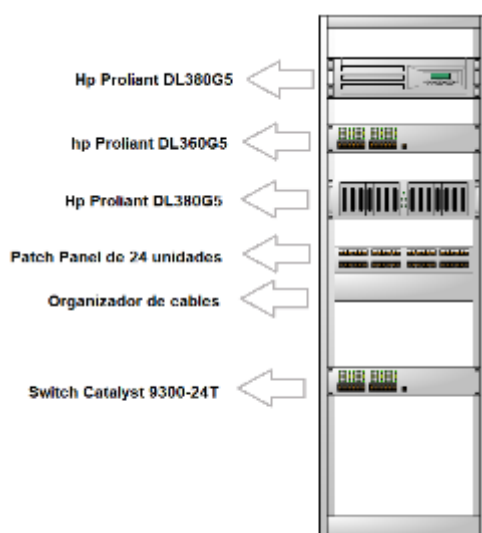 Hp Proliant DL380G5
hp Proliant DL360G5
Hp Proliant DL380G5
Patch Panel de 24 unidades
Organizador de cables
Switch Catalyst 9300-24T